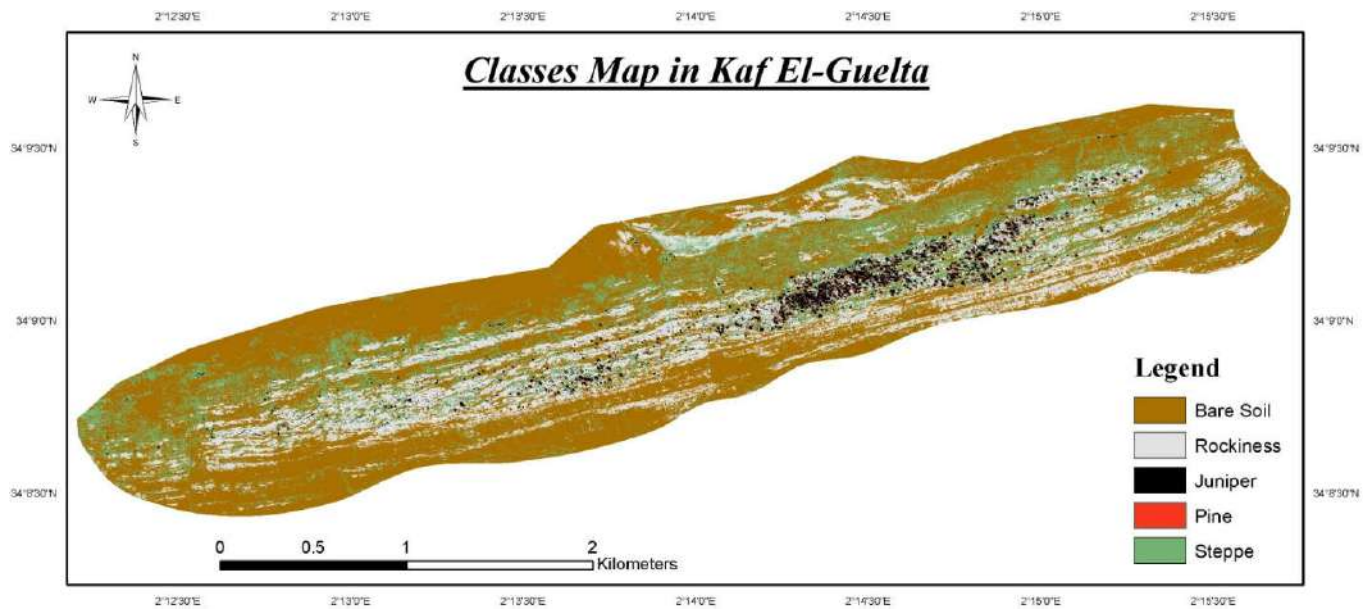 2°12'30"E 2°13'0"E 2°13'30"E 2°14'0"E 2°14'30"E 2°15'0"E 2°15'30"E
Classes Map in Kaf El-Guelta
N
W E
S
34°9'30"N 34°9'30"N
34°9'0"N 34°9'0"N
Legend
Bare Soil
Rockiness
Juniper
Pine
Steppe
34°8'30"N 34°8'30"N
0 0.5 1 2
Kilometers
2°12'30"E 2°13'0"E 2°13'30"E 2°14'0"E 2°14'30"E 2°15'0"E 2°15'30"E